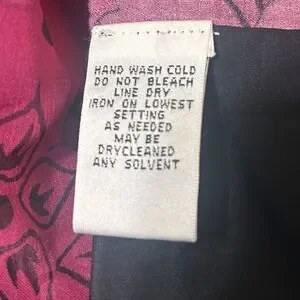 HAND WASH COLD
DO NOT BLEACH
LINE DRY
IRON ON LOWEST
SETTING
AS NEEDED
MAY BE
DRYCLEANED
ANY SOLVENT